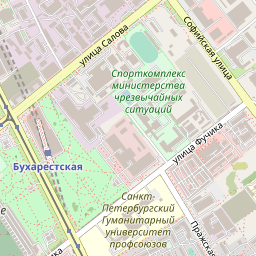 улица Салова
Софийская улица
Спорткомплекс
министерства
чрезвычайных
ситуаций
улица Фучика
Бухарестская
Санкт-
Петербургский
Гуманитарный
университет
профсоюзов
Пражская